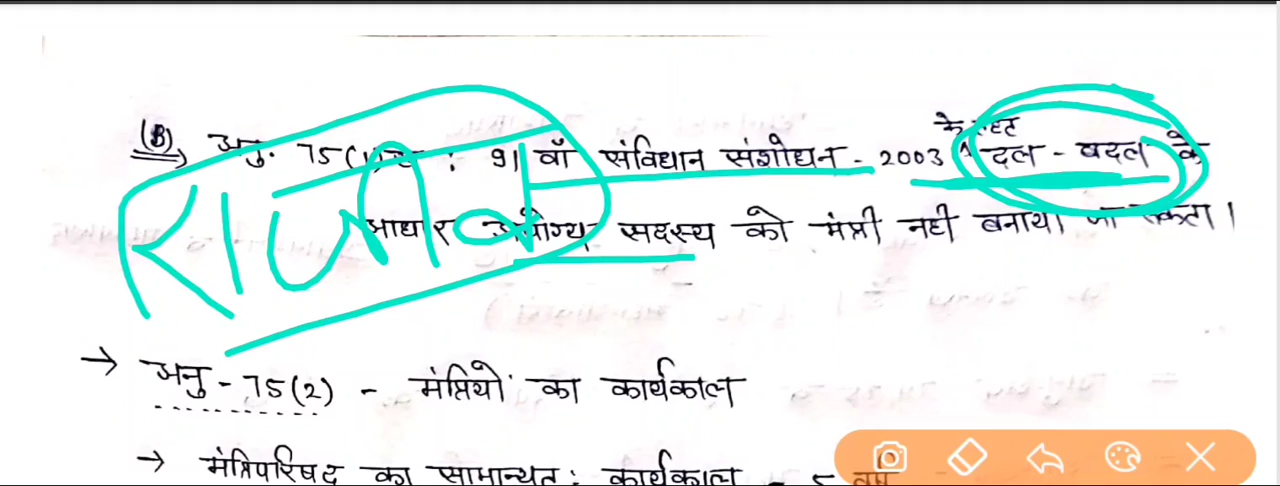 (B) अनु. 75(1) : 91 वाँ संविधान संशोधन - 2003 के तहत दल - बदल के
आधार अयोग्य सदस्य को मंत्री नही बनाया जा सकता।
→ अनु - 75(2) - मंत्रियों का कार्यकाल
→ मंत्रिपरिषद का सामान्यत: कार्यकाल - 5 वर्ष